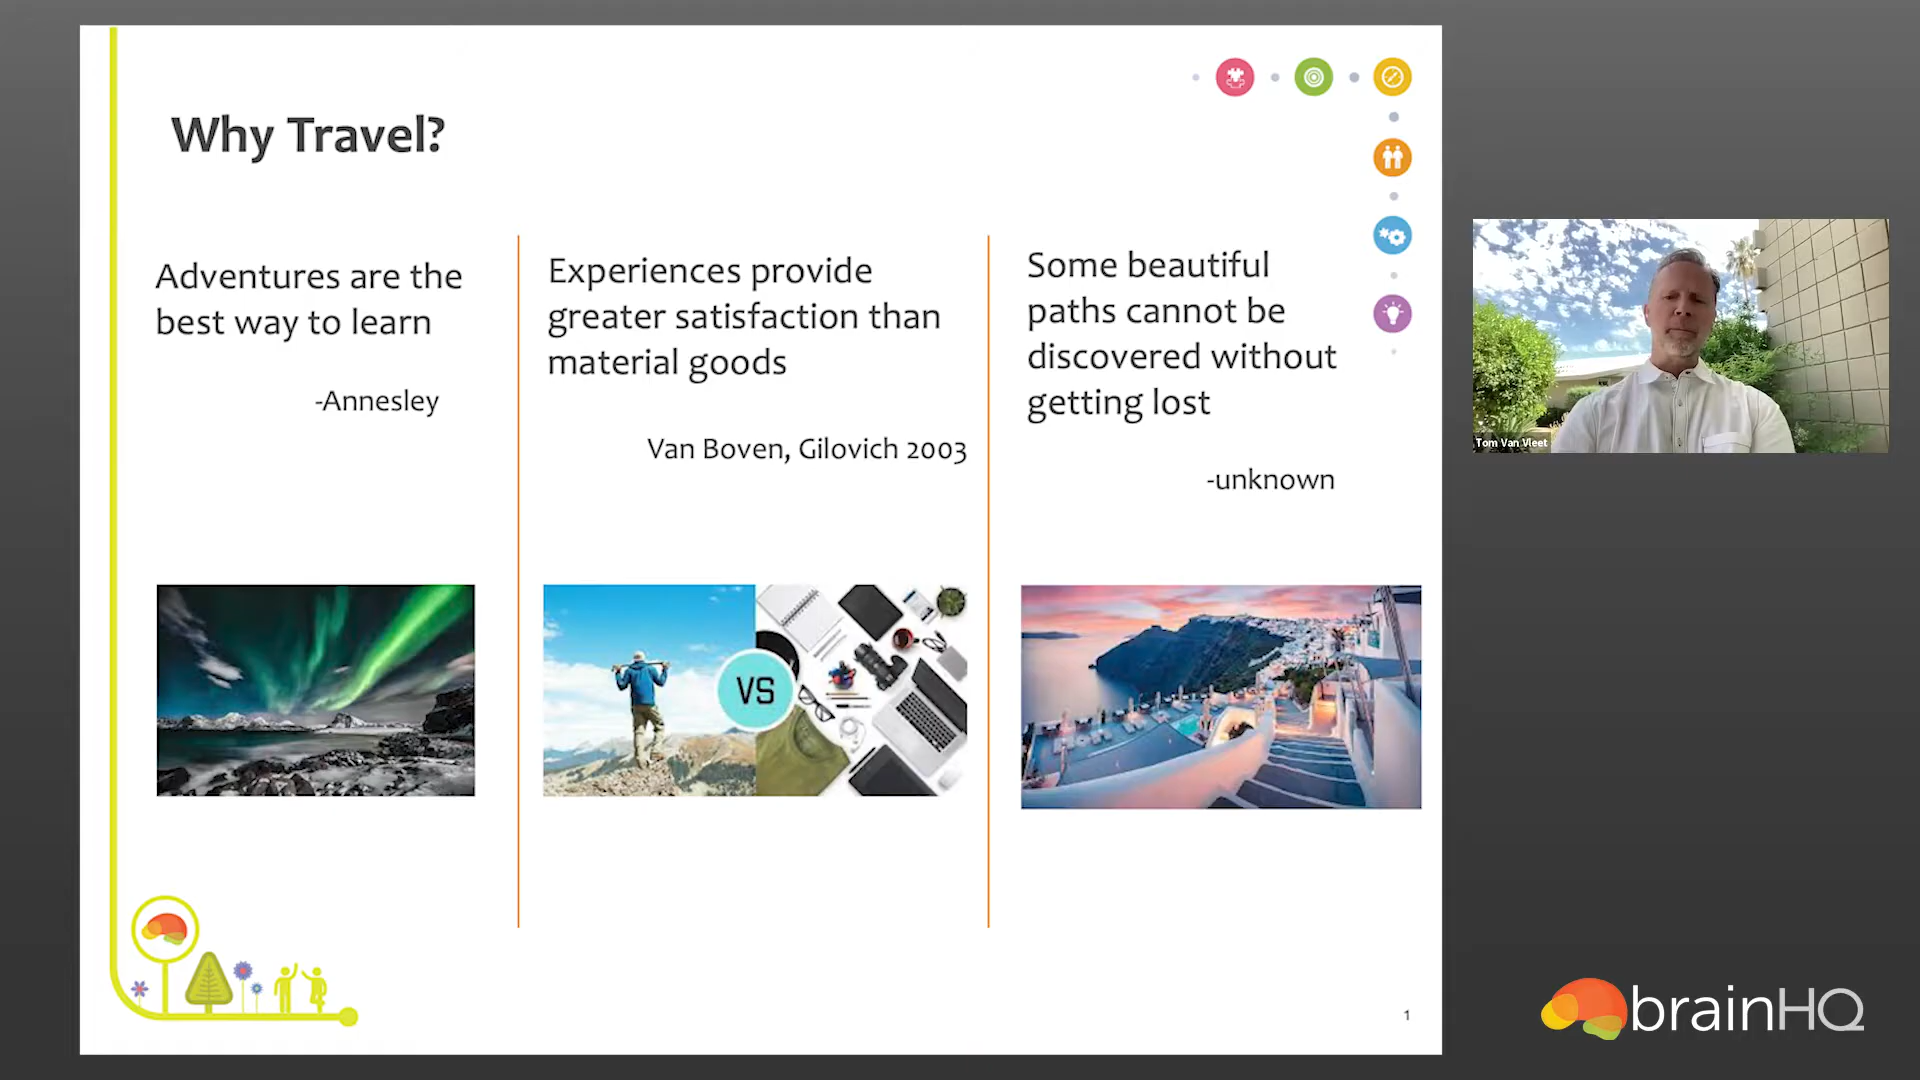 Why Travel?
Adventures are the
best way to learn
-Annesley
Experiences provide
greater satisfaction than
material goods
Van Boven, Gilovich 2003
Some beautiful
paths cannot be
discovered without
getting lost
-unknown
VS
1
Tom Van Vleet
brainHQ